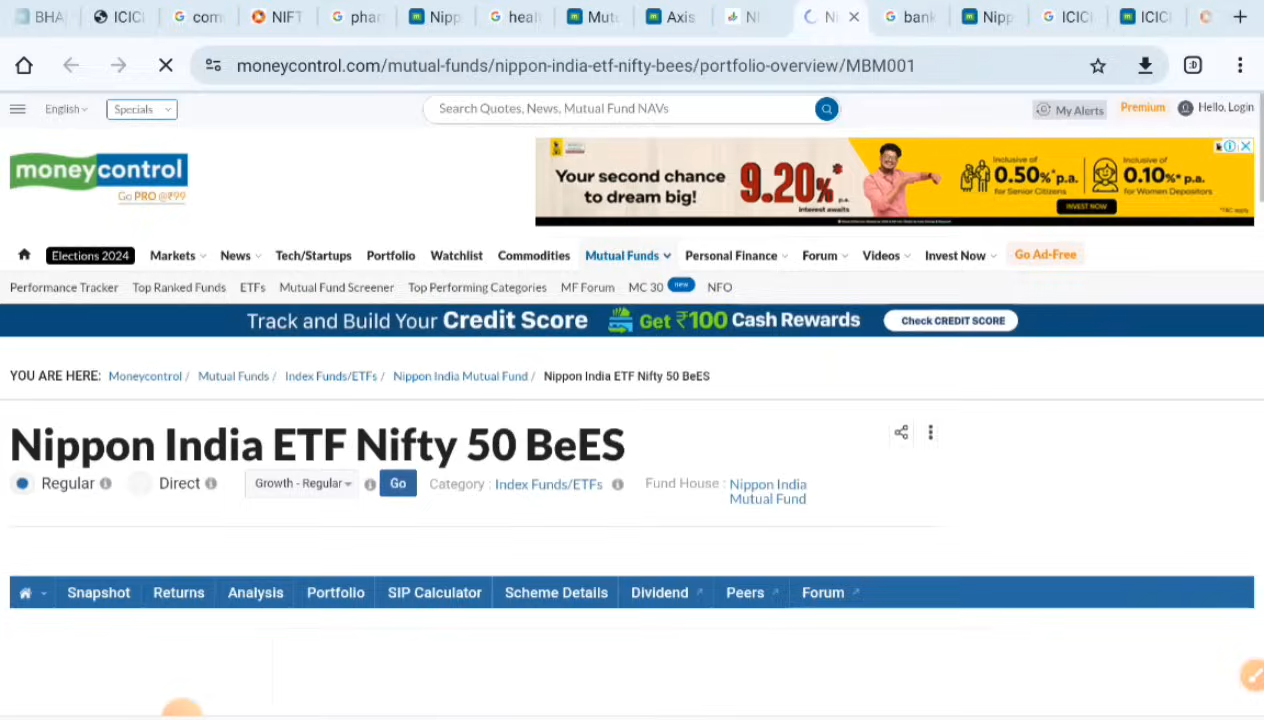 BHA ICICI com NIFT phar Nipp heal Mutu Axis NI Ni bank Nipp ICICI ICICI
moneycontrol.com/mutual-funds/nippon-india-etf-nifty-bees/portfolio-overview/MBM001
English Specials Search Quotes, News, Mutual Fund NAVs My Alerts Premium Hello, Login
moneycontrol
Go PRO @₹99
Your second chance
to dream big!
9.20%* p.a.
interest awaits
Inclusive of
0.50%*p.a.
for Senior Citizens
Inclusive of
0.10%*p.a.
for Women Depositors
INVEST NOW
*T&C apply
Elections 2024 Markets News Tech/Startups Portfolio Watchlist Commodities Mutual Funds Personal Finance Forum Videos Invest Now Go Ad-Free
Performance Tracker Top Ranked Funds ETFs Mutual Fund Screener Top Performing Categories MF Forum MC 30 new NFO
Track and Build Your Credit Score Get ₹100 Cash Rewards Check CREDIT SCORE
YOU ARE HERE: Moneycontrol / Mutual Funds / Index Funds/ETFs / Nippon India Mutual Fund / Nippon India ETF Nifty 50 BeES
Nippon India ETF Nifty 50 BeES
Regular Direct Growth - Regular Go Category : Index Funds/ETFs Fund House : Nippon India
Mutual Fund
Snapshot Returns Analysis Portfolio SIP Calculator Scheme Details Dividend Peers Forum